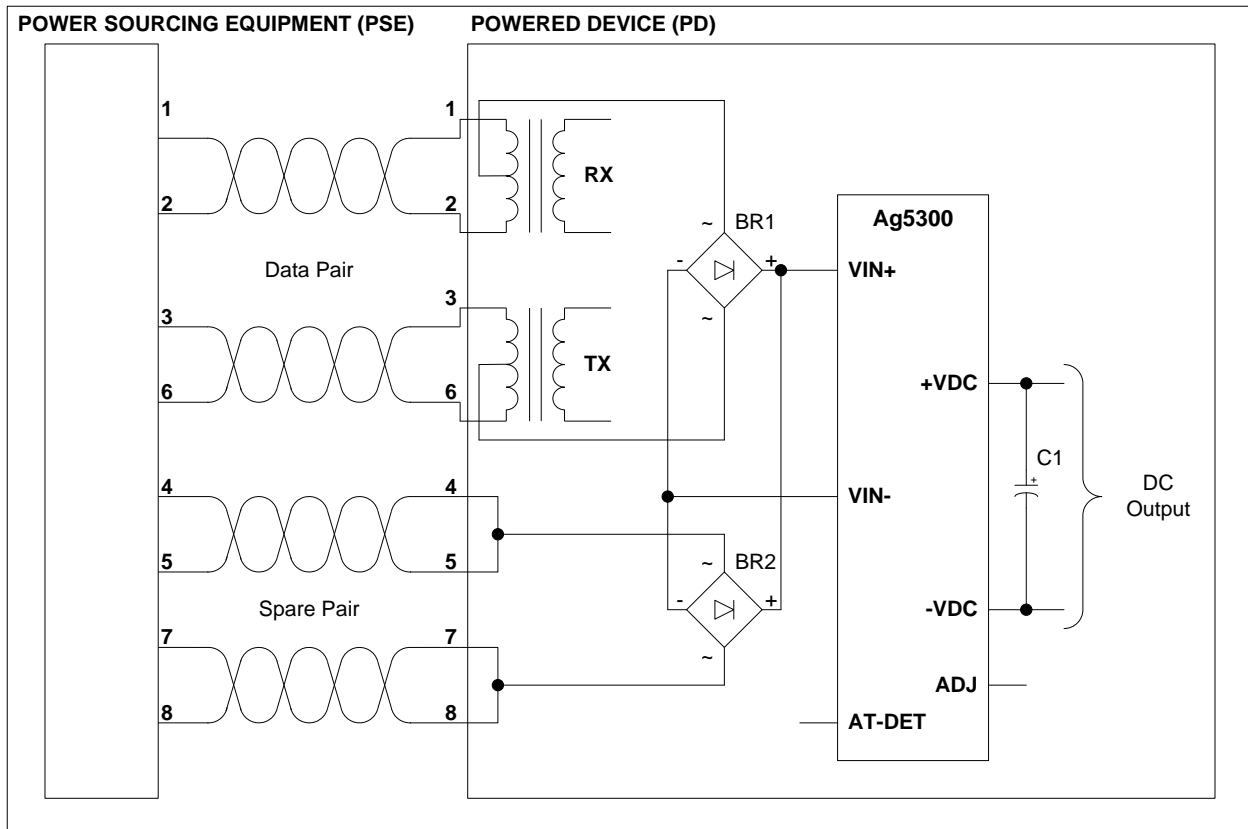 POWER SOURCING EQUIPMENT (PSE)
POWERED DEVICE (PD)
1
1
RX
2
2
Data Pair
3
3
TX
6
6
4
4
5
5
Spare Pair
7
7
8
8
~
BR1
-
+
~
~
BR2
-
+
~
Ag5300
VIN+
+VDC
VIN-
-VDC
ADJ
AT-DET
C1
+
DC
Output